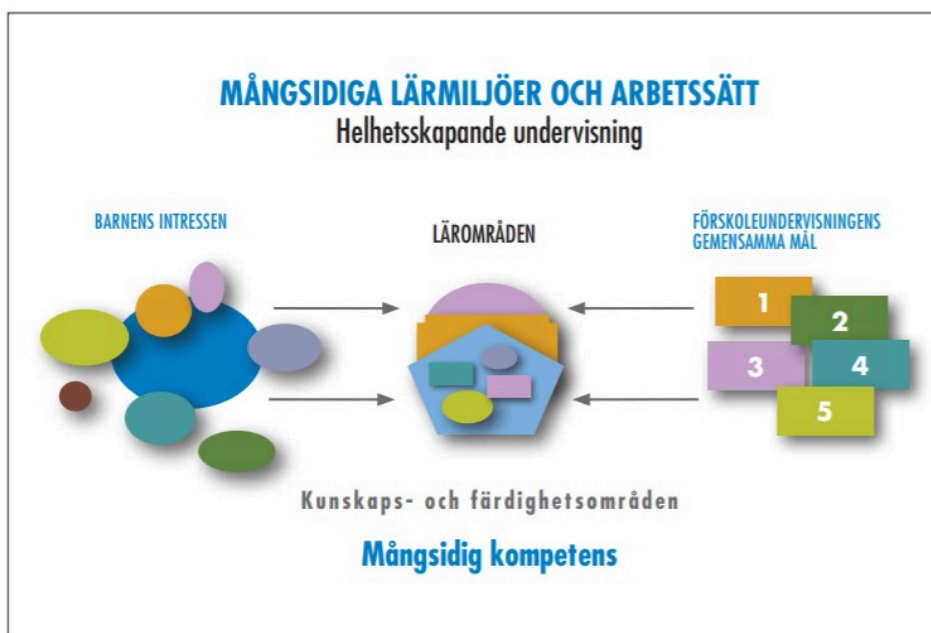 MÅNGSIDIGA LÄRMILJÖER OCH ARBETSSÄTT
Helhetsskapande undervisning
BARNENS INTRESSEN
LÄROMRÅDEN
FÖRSKOLEUNDERVISNINGENS
GEMENSAMMA MÅL
1
2
3
4
5
Kunskaps- och färdighetsområden
Mångsidig kompetens